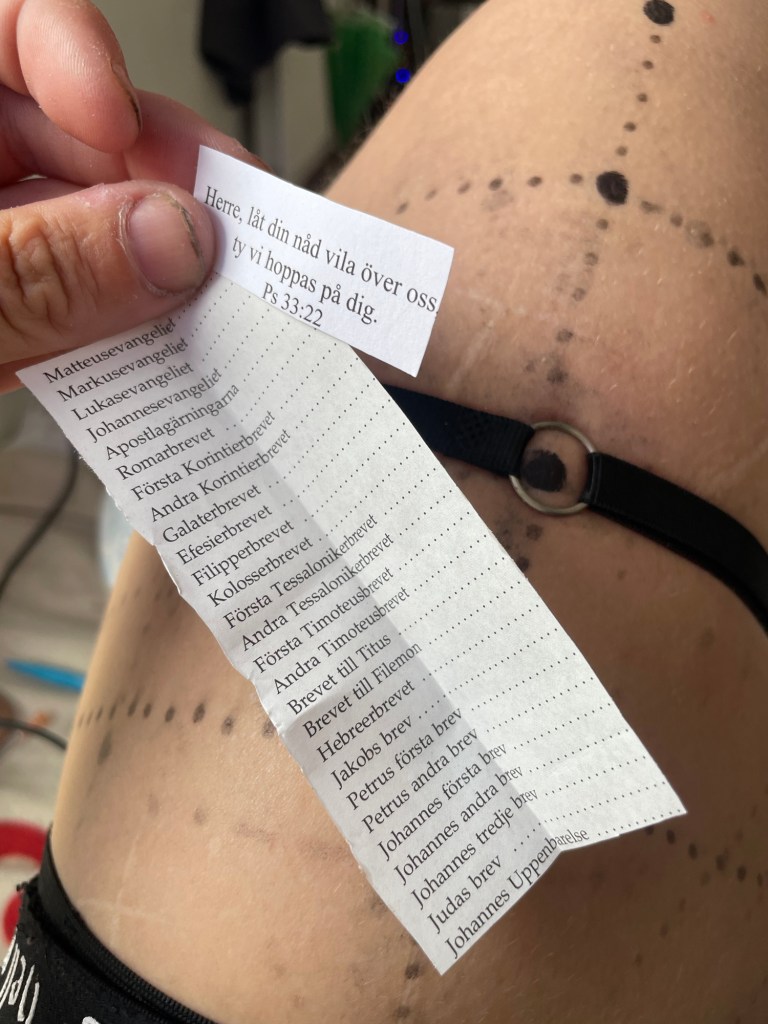 Herre, låt din nåd vila över oss,
ty vi hoppas på dig.
Ps 33:22
Matteusevangeliet
Markusevangeliet
Lukasevangeliet
Johannesevangeliet
Apostlagärningarna
Romarbrevet
Första Korintierbrevet
Andra Korintierbrevet
Galaterbrevet
Efesierbrevet
Filipperbrevet
Kolosserbrevet
Första Tessalonikerbrevet
Andra Tessalonikerbrevet
Första Timoteusbrevet
Andra Timoteusbrevet
Brevet till Titus
Brevet till Filemon
Hebreerbrevet
Jakobs brev
Petrus första brev
Petrus andra brev
Johannes första brev
Johannes andra brev
Johannes tredje brev
Judas brev
Johannes Uppenbarelse